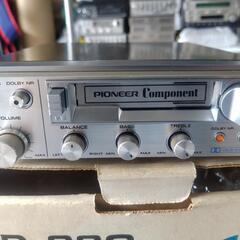 DOLBY NR
PIONEER Component
VOLUME
BALANCE
BASS
TREBLE
DOLBY NR
MAX
LEFT
RIGHT
MIN
MAX
MIN
MAX